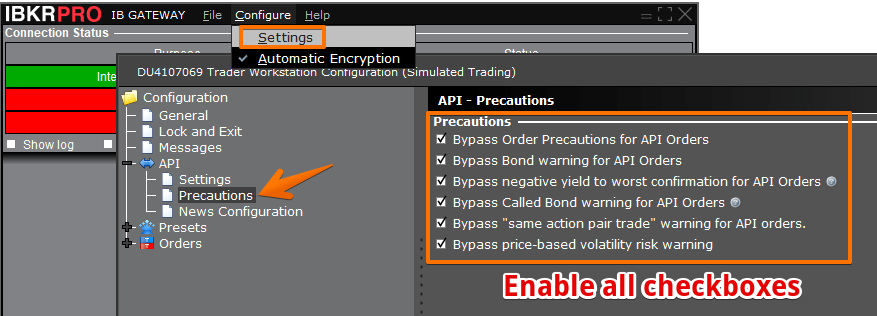 IBKRPRO IB GATEWAY File Configure Help
Connection Status
Settings
Automatic Encryption
Purpose Status
DU4107069 Trader Workstation Configuration (Simulated Trading)
Inte
Show log
Configuration
General
Lock and Exit
Messages
API
Settings
Precautions
News Configuration
Presets
Orders
API - Precautions
Precautions
Bypass Order Precautions for API Orders
Bypass Bond warning for API Orders
Bypass negative yield to worst confirmation for API Orders ?
Bypass Called Bond warning for API Orders ?
Bypass "same action pair trade" warning for API orders.
Bypass price-based volatility risk warning
Enable all checkboxes